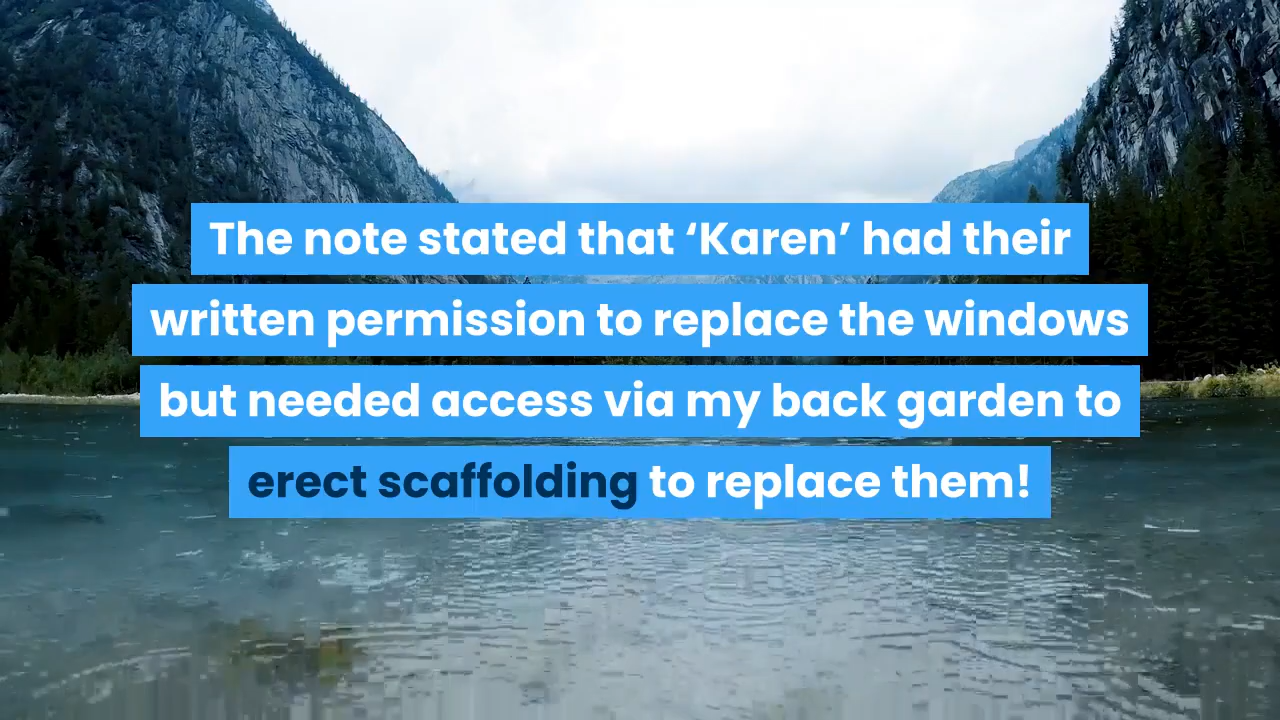 The note stated that ‘Karen’ had their
written permission to replace the windows
but needed access via my back garden to
erect scaffolding to replace them!